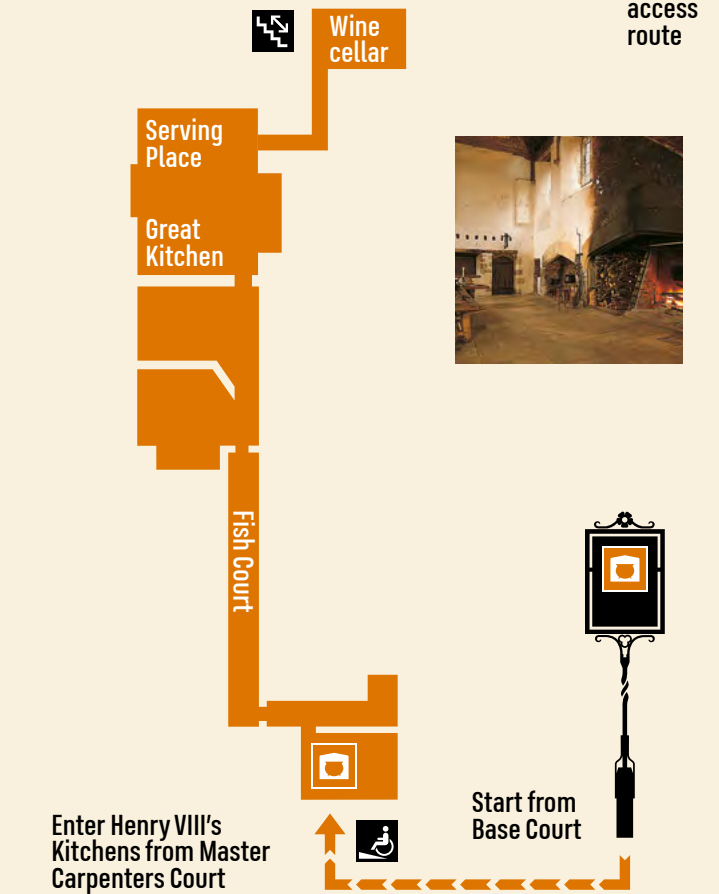 access
route
Wine
cellar
Serving
Place
Great
Kitchen
Fish Court
Start from
Base Court
Enter Henry VIII's
Kitchens from Master
Carpenters Court